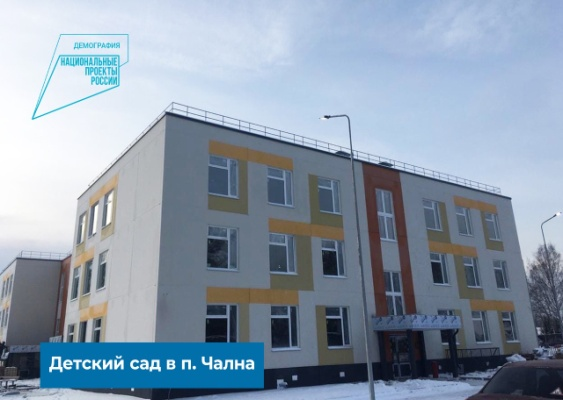 ДЕМОГРАФИЯ
НАЦИОНАЛЬНЫЕ
ПРОЕКТЫ
РОССИИ
Детский сад в п. Чална